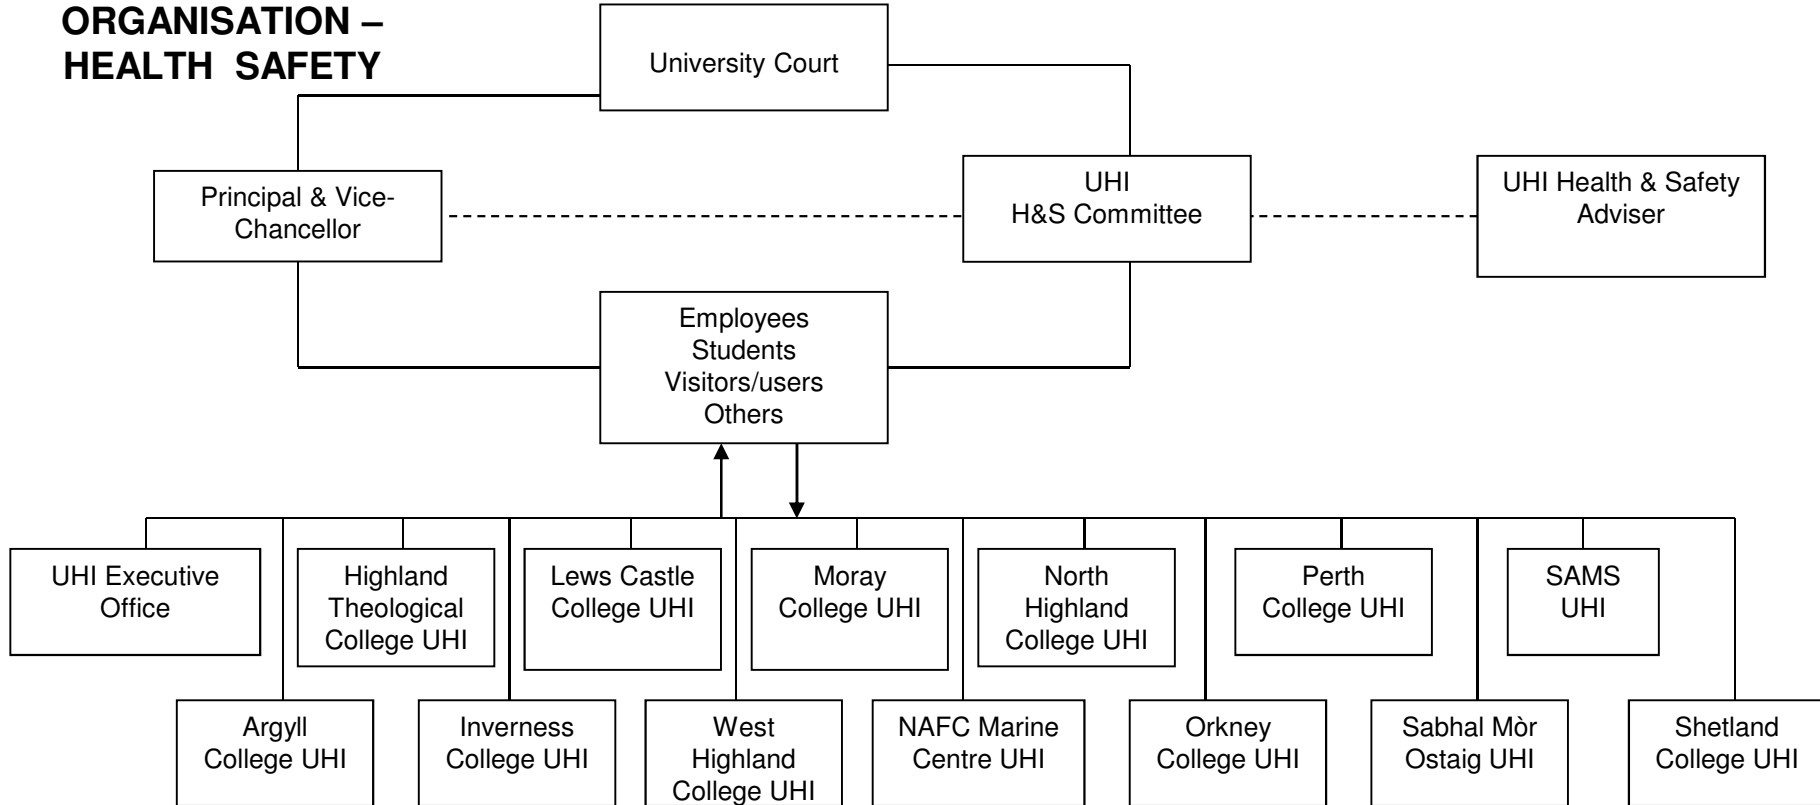 ORGANISATION –
HEALTH SAFETY
University Court
Principal & Vice-
Chancellor
UHI
H&S Committee
UHI Health & Safety
Adviser
Employees
Students
Visitors/users
Others
UHI Executive
Office
Highland
Theological
College UHI
Lews Castle
College UHI
Moray
College UHI
North
Highland
College UHI
Perth
College UHI
SAMS
UHI
Argyll
College UHI
Inverness
College UHI
West
Highland
College UHI
NAFC Marine
Centre UHI
Orkney
College UHI
Sabhal Mòr
Ostaig UHI
Shetland
College UHI